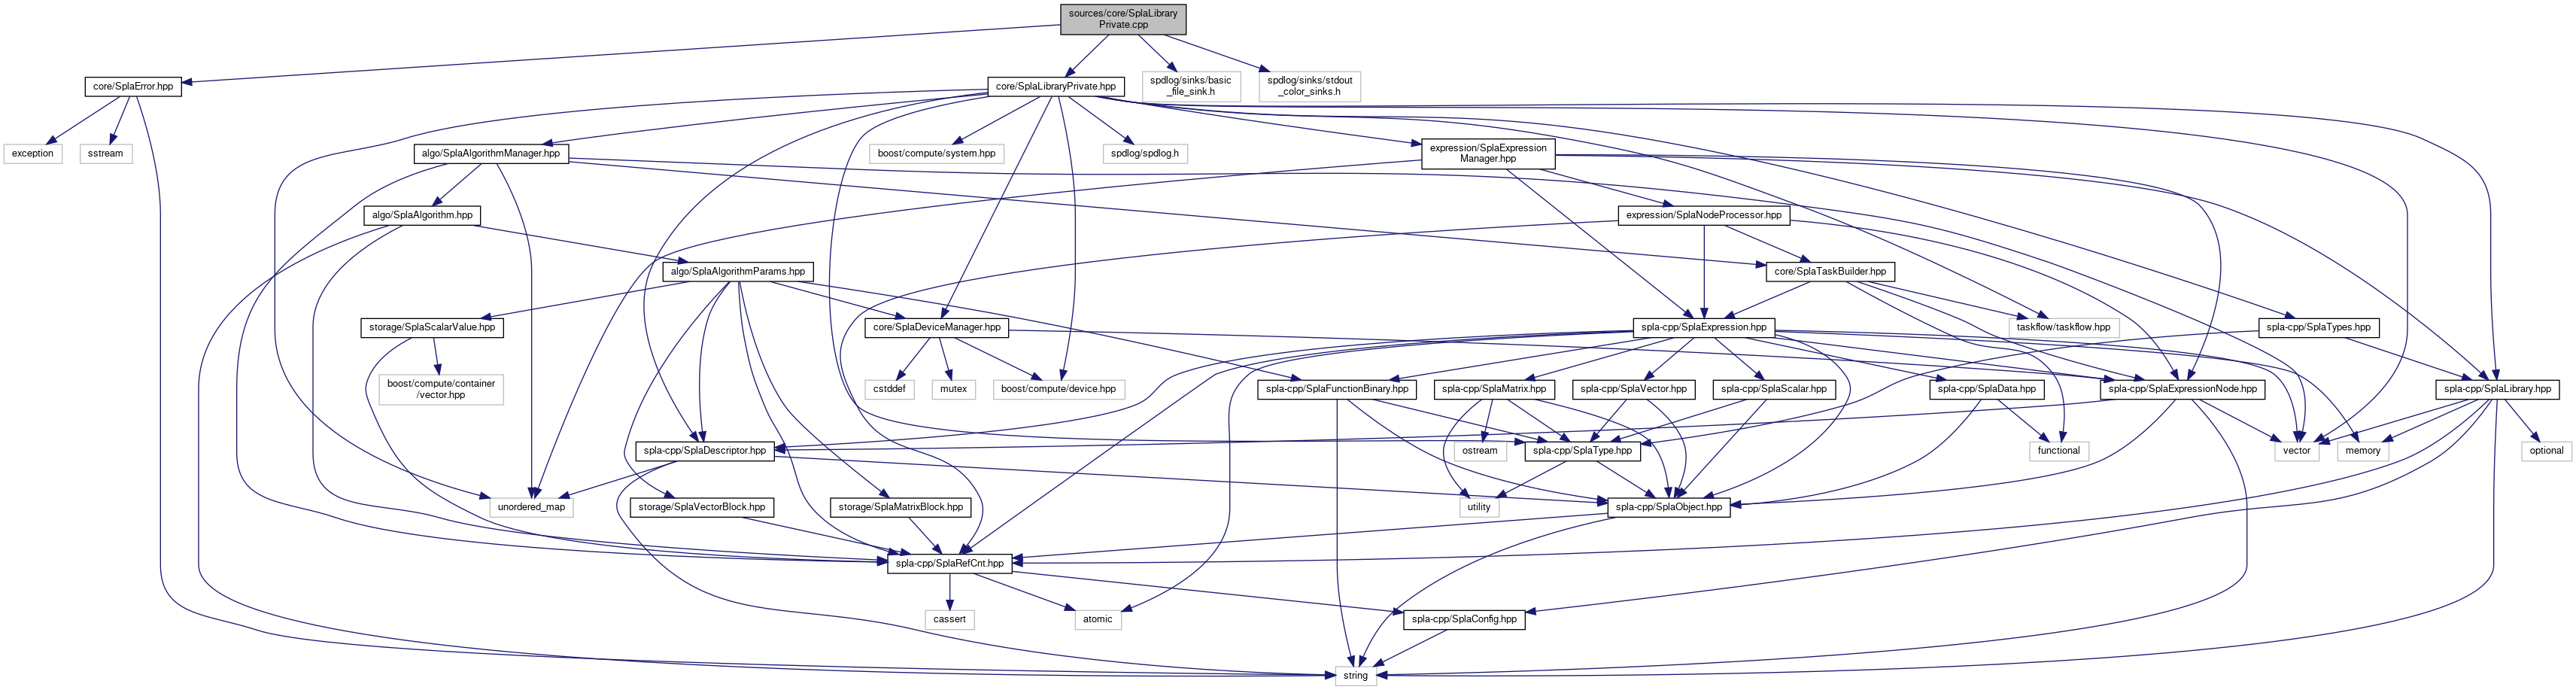 sources/core/SplaLibrary
Private.cpp
core/SplaError.hpp
core/SplaLibraryPrivate.hpp
spdlog/sinks/basic
_file_sink.h
spdlog/sinks/stdout
_color_sinks.h
exception
sstream
algo/SplaAlgorithmManager.hpp
boost/compute/system.hpp
spdlog/spdlog.h
expression/SplaExpression
Manager.hpp
algo/SplaAlgorithm.hpp
expression/SplaNodeProcessor.hpp
algo/SplaAlgorithmParams.hpp
core/SplaTaskBuilder.hpp
storage/SplaScalarValue.hpp
core/SplaDeviceManager.hpp
spla-cpp/SplaExpression.hpp
taskflow/taskflow.hpp
spla-cpp/SplaTypes.hpp
boost/compute/container
/vector.hpp
cstddef
mutex
boost/compute/device.hpp
spla-cpp/SplaFunctionBinary.hpp
spla-cpp/SplaMatrix.hpp
spla-cpp/SplaVector.hpp
spla-cpp/SplaScalar.hpp
spla-cpp/SplaData.hpp
spla-cpp/SplaExpressionNode.hpp
spla-cpp/SplaLibrary.hpp
spla-cpp/SplaDescriptor.hpp
ostream
spla-cpp/SplaType.hpp
functional
vector
memory
optional
unordered_map
storage/SplaVectorBlock.hpp
storage/SplaMatrixBlock.hpp
utility
spla-cpp/SplaObject.hpp
spla-cpp/SplaRefCnt.hpp
cassert
atomic
spla-cpp/SplaConfig.hpp
string